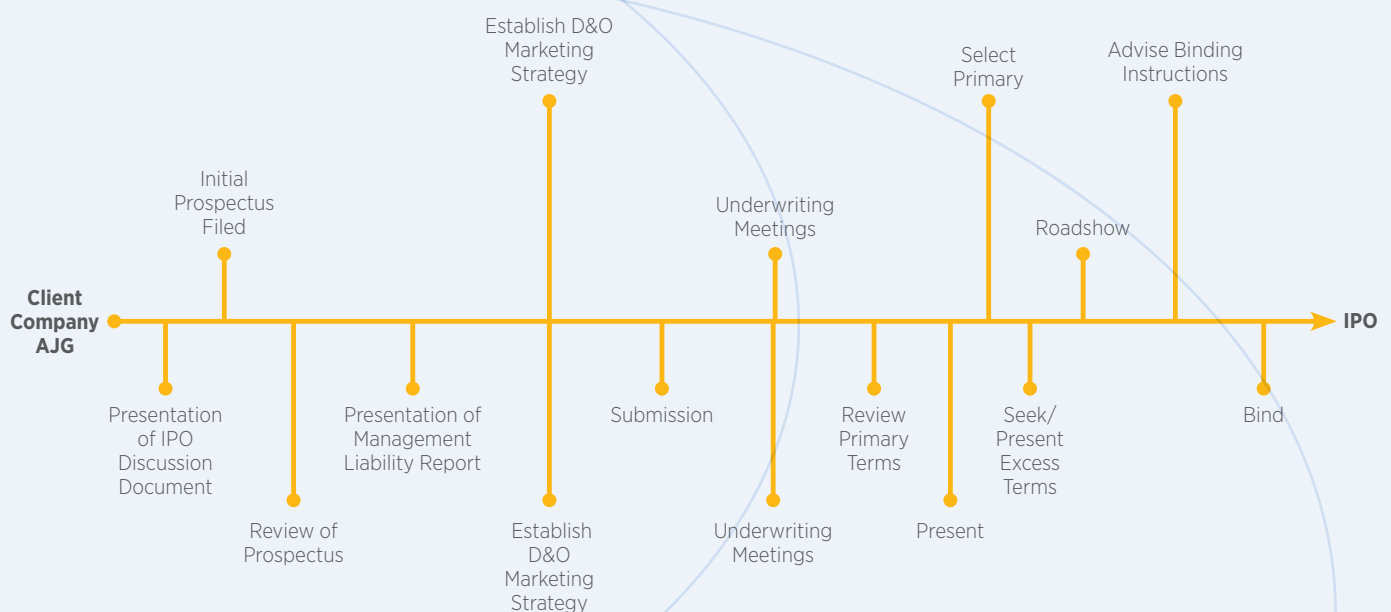 Establish D&O
Marketing
Strategy
Select
Primary
Advise Binding
Instructions
Initial
Prospectus
Filed
Underwriting
Meetings
Roadshow
Client
Company
AJG
IPO
Presentation
of IPO
Discussion
Document
Review of
Prospectus
Presentation of
Management
Liability Report
Establish
D&O
Marketing
Strategy
Submission
Underwriting
Meetings
Review
Primary
Terms
Present
Seek/
Present
Excess
Terms
Bind